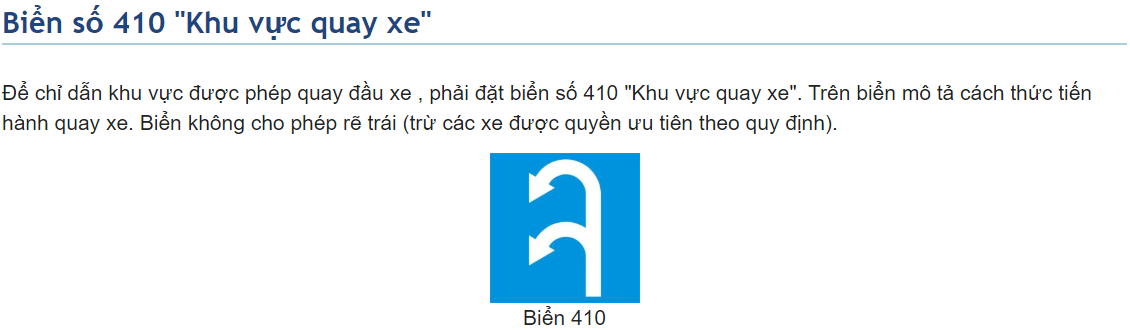 Biển số 410 "Khu vực quay xe"
Để chỉ dẫn khu vực được phép quay đầu xe , phải đặt biển số 410 "Khu vực quay xe". Trên biển mô tả cách thức tiến
hành quay xe. Biển không cho phép rẽ trái (trừ các xe được quyền ưu tiên theo quy định).
Biển 410